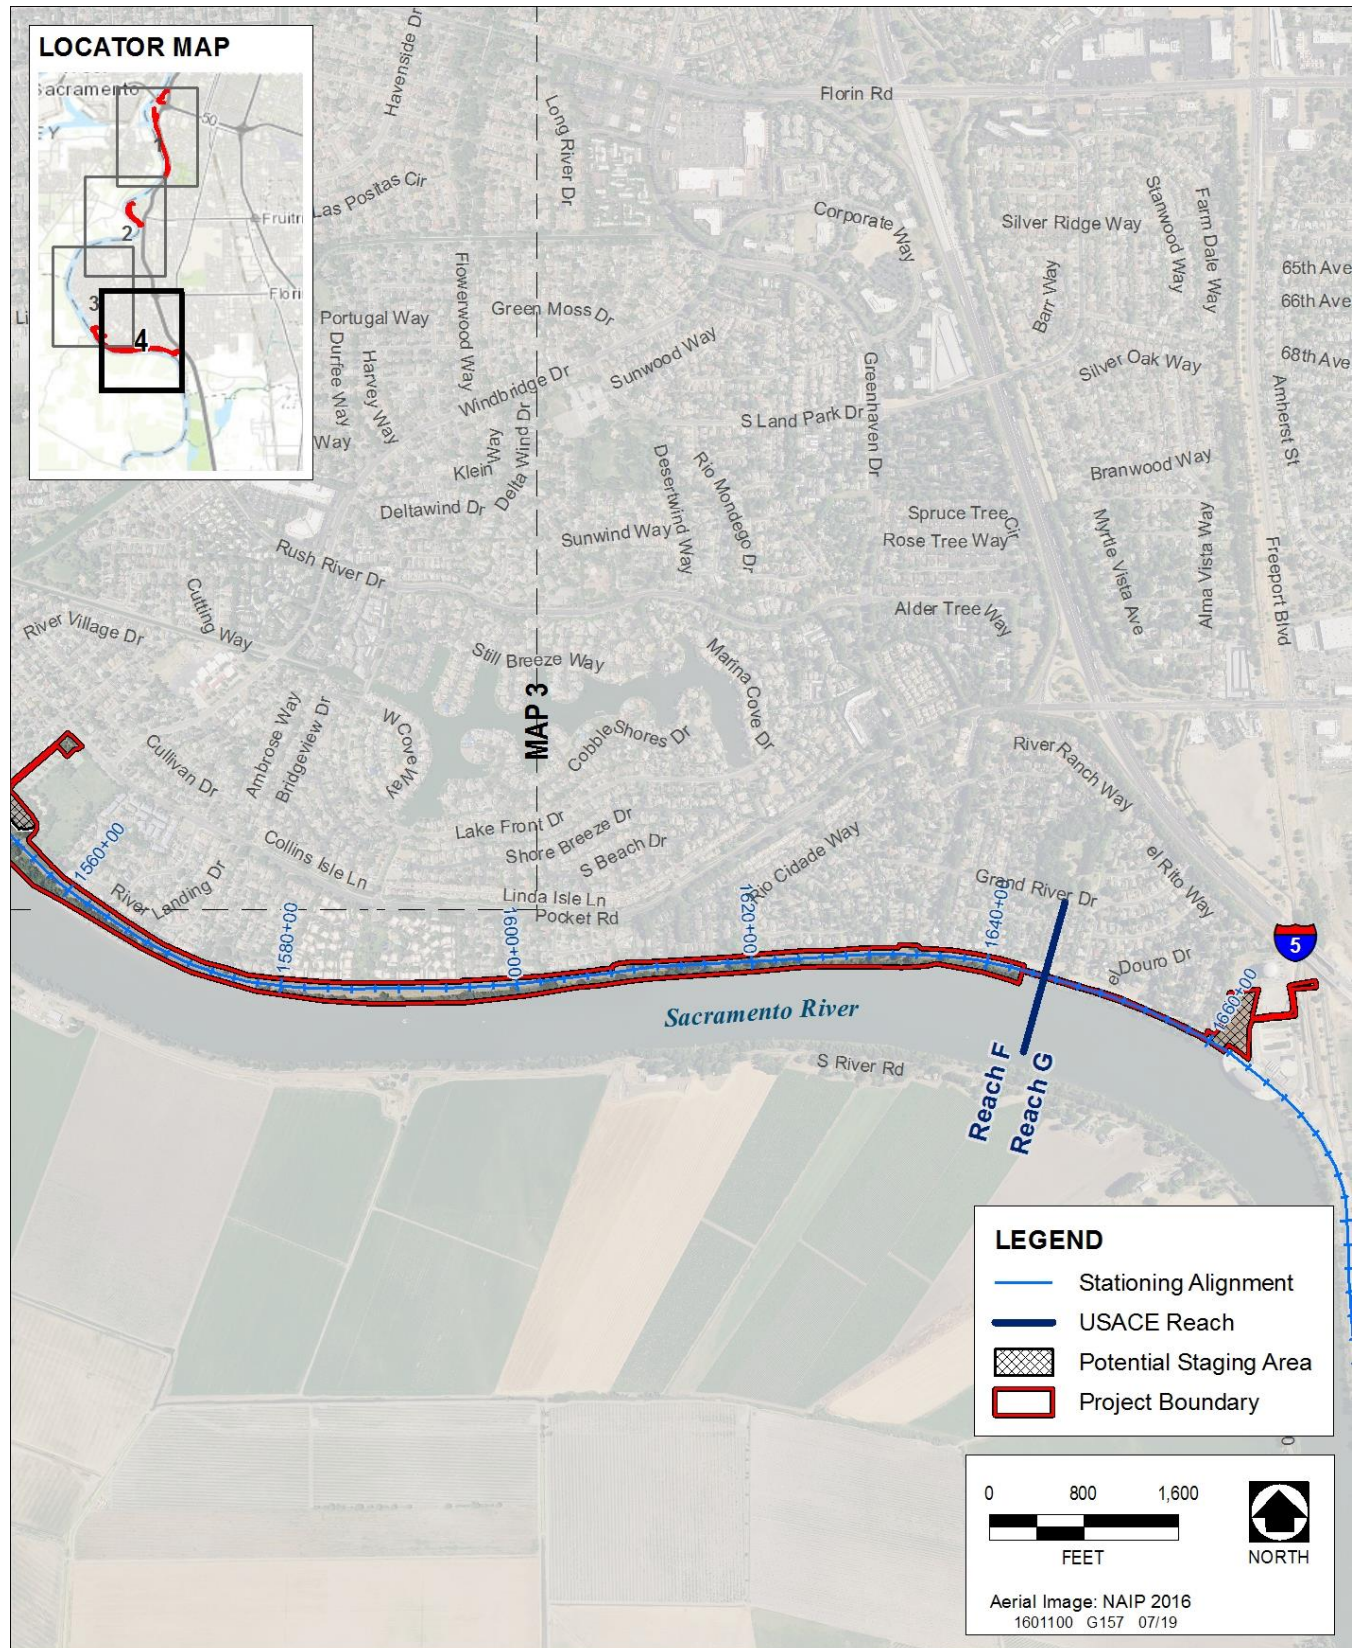 LOCATOR MAP
Sacramento
EY
50
1
Fruitri
2
3
Flori
4
Li
Havenside Dr
Long River Dr
Florin Rd
Las Positas Cir
Corporate Way
Silver Ridge Way
Stanwood Way
Farm Dale Way
65th Ave
66th Ave
68th Ave
Barr Way
Portugal Way
Flowerwood Way
Green Moss Dr
Durfee Way
Harvey Way
Windbridge Dr
Sunwood Way
Greenhaven Dr
Silver Oak Way
Amherst St
S Land Park Dr
Way
Klein Way
Delta Wind Dr
Desertwind Way
Rio Mondego Dr
Branwood Way
Deltawind Dr
Sunwind Way
Spruce Tree Cir
Rose Tree Way
Myrtle Vista Ave
Alma Vista Way
Freeport Blvd
Rush River Dr
Cutting Way
River Village Dr
Alder Tree Way
Still Breeze Way
Marina Cove Dr
MAP 3
Ambrose Way
Bridgeview Dr
W Cove Way
Cobble Shores Dr
Cullivan Dr
River Ranch Way
Lake Front Dr
Shore Breeze Dr
S Beach Dr
Collins Isle Ln
Rio Cidade Way
el Rito Way
Grand River Dr
Linda Isle Ln
Pocket Rd
River Landing Dr
el Douro Dr
1560+00
1580+00
1600+00
1620+00
1640+00
1660+00
5
Sacramento River
S River Rd
Reach F
Reach G
LEGEND
Stationing Alignment
USACE Reach
Potential Staging Area
Project Boundary
0 800 1,600
FEET
NORTH
Aerial Image: NAIP 2016
1601100 G157 07/19